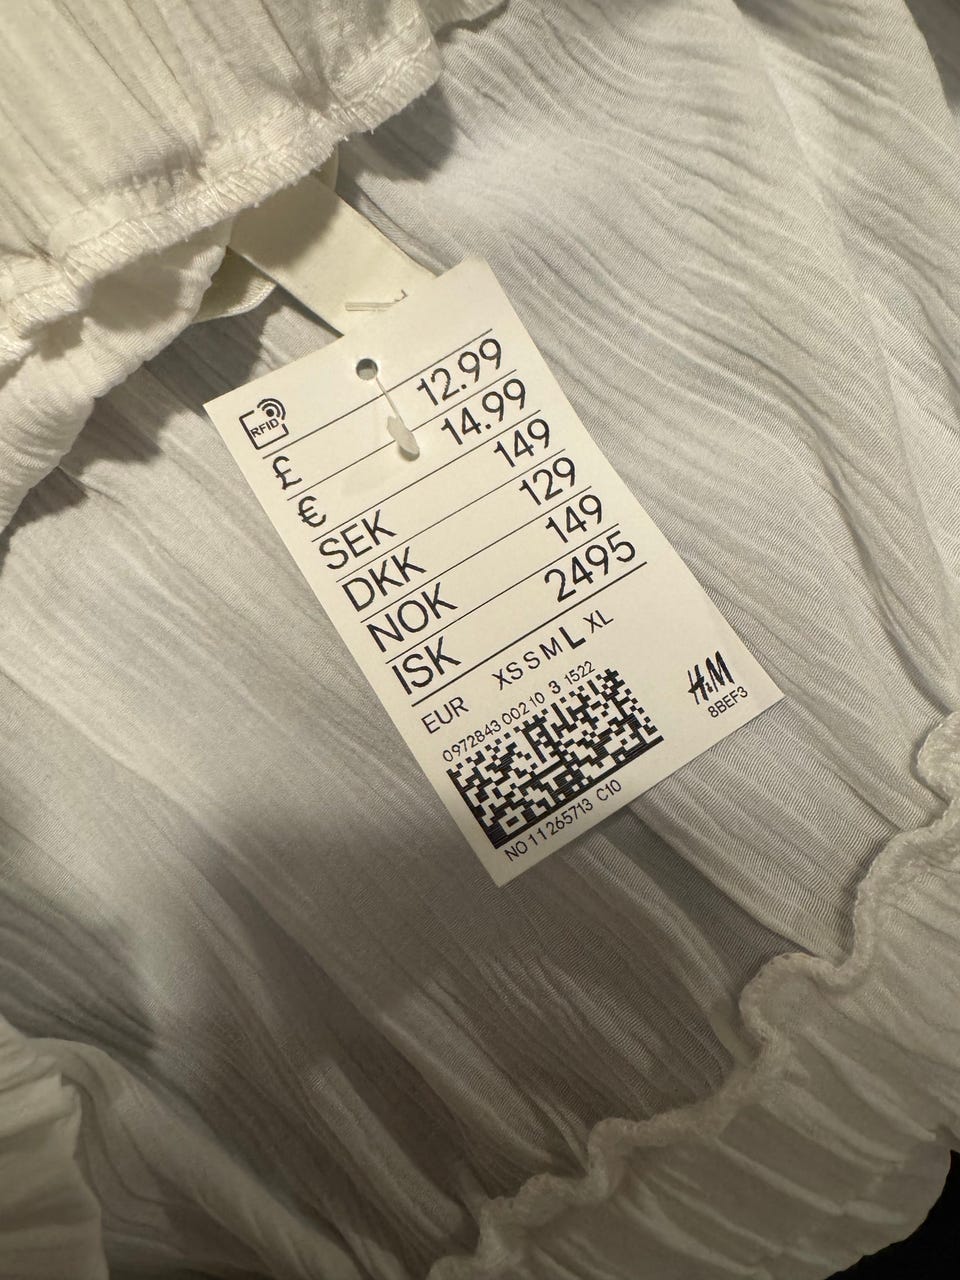 RFID
£ 12.99
€ 14.99
SEK 149
DKK 129
NOK 149
ISK 2495
EUR XS S M L XL
0972843 002 10 3 1522
H&M
8BEF3
NO 11265713 C10